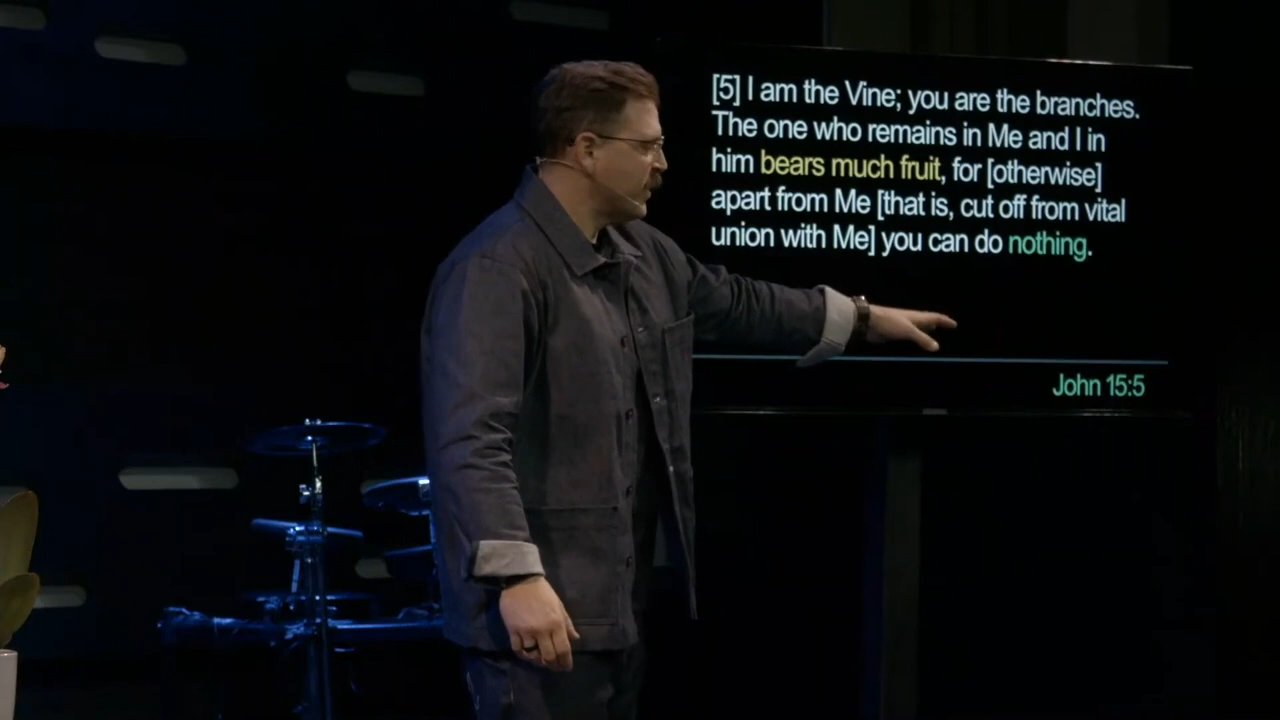 [5] I am the Vine; you are the branches.
The one who remains in Me and I in
him bears much fruit, for [otherwise]
apart from Me [that is, cut off from vital
union with Me] you can do nothing.
John 15:5